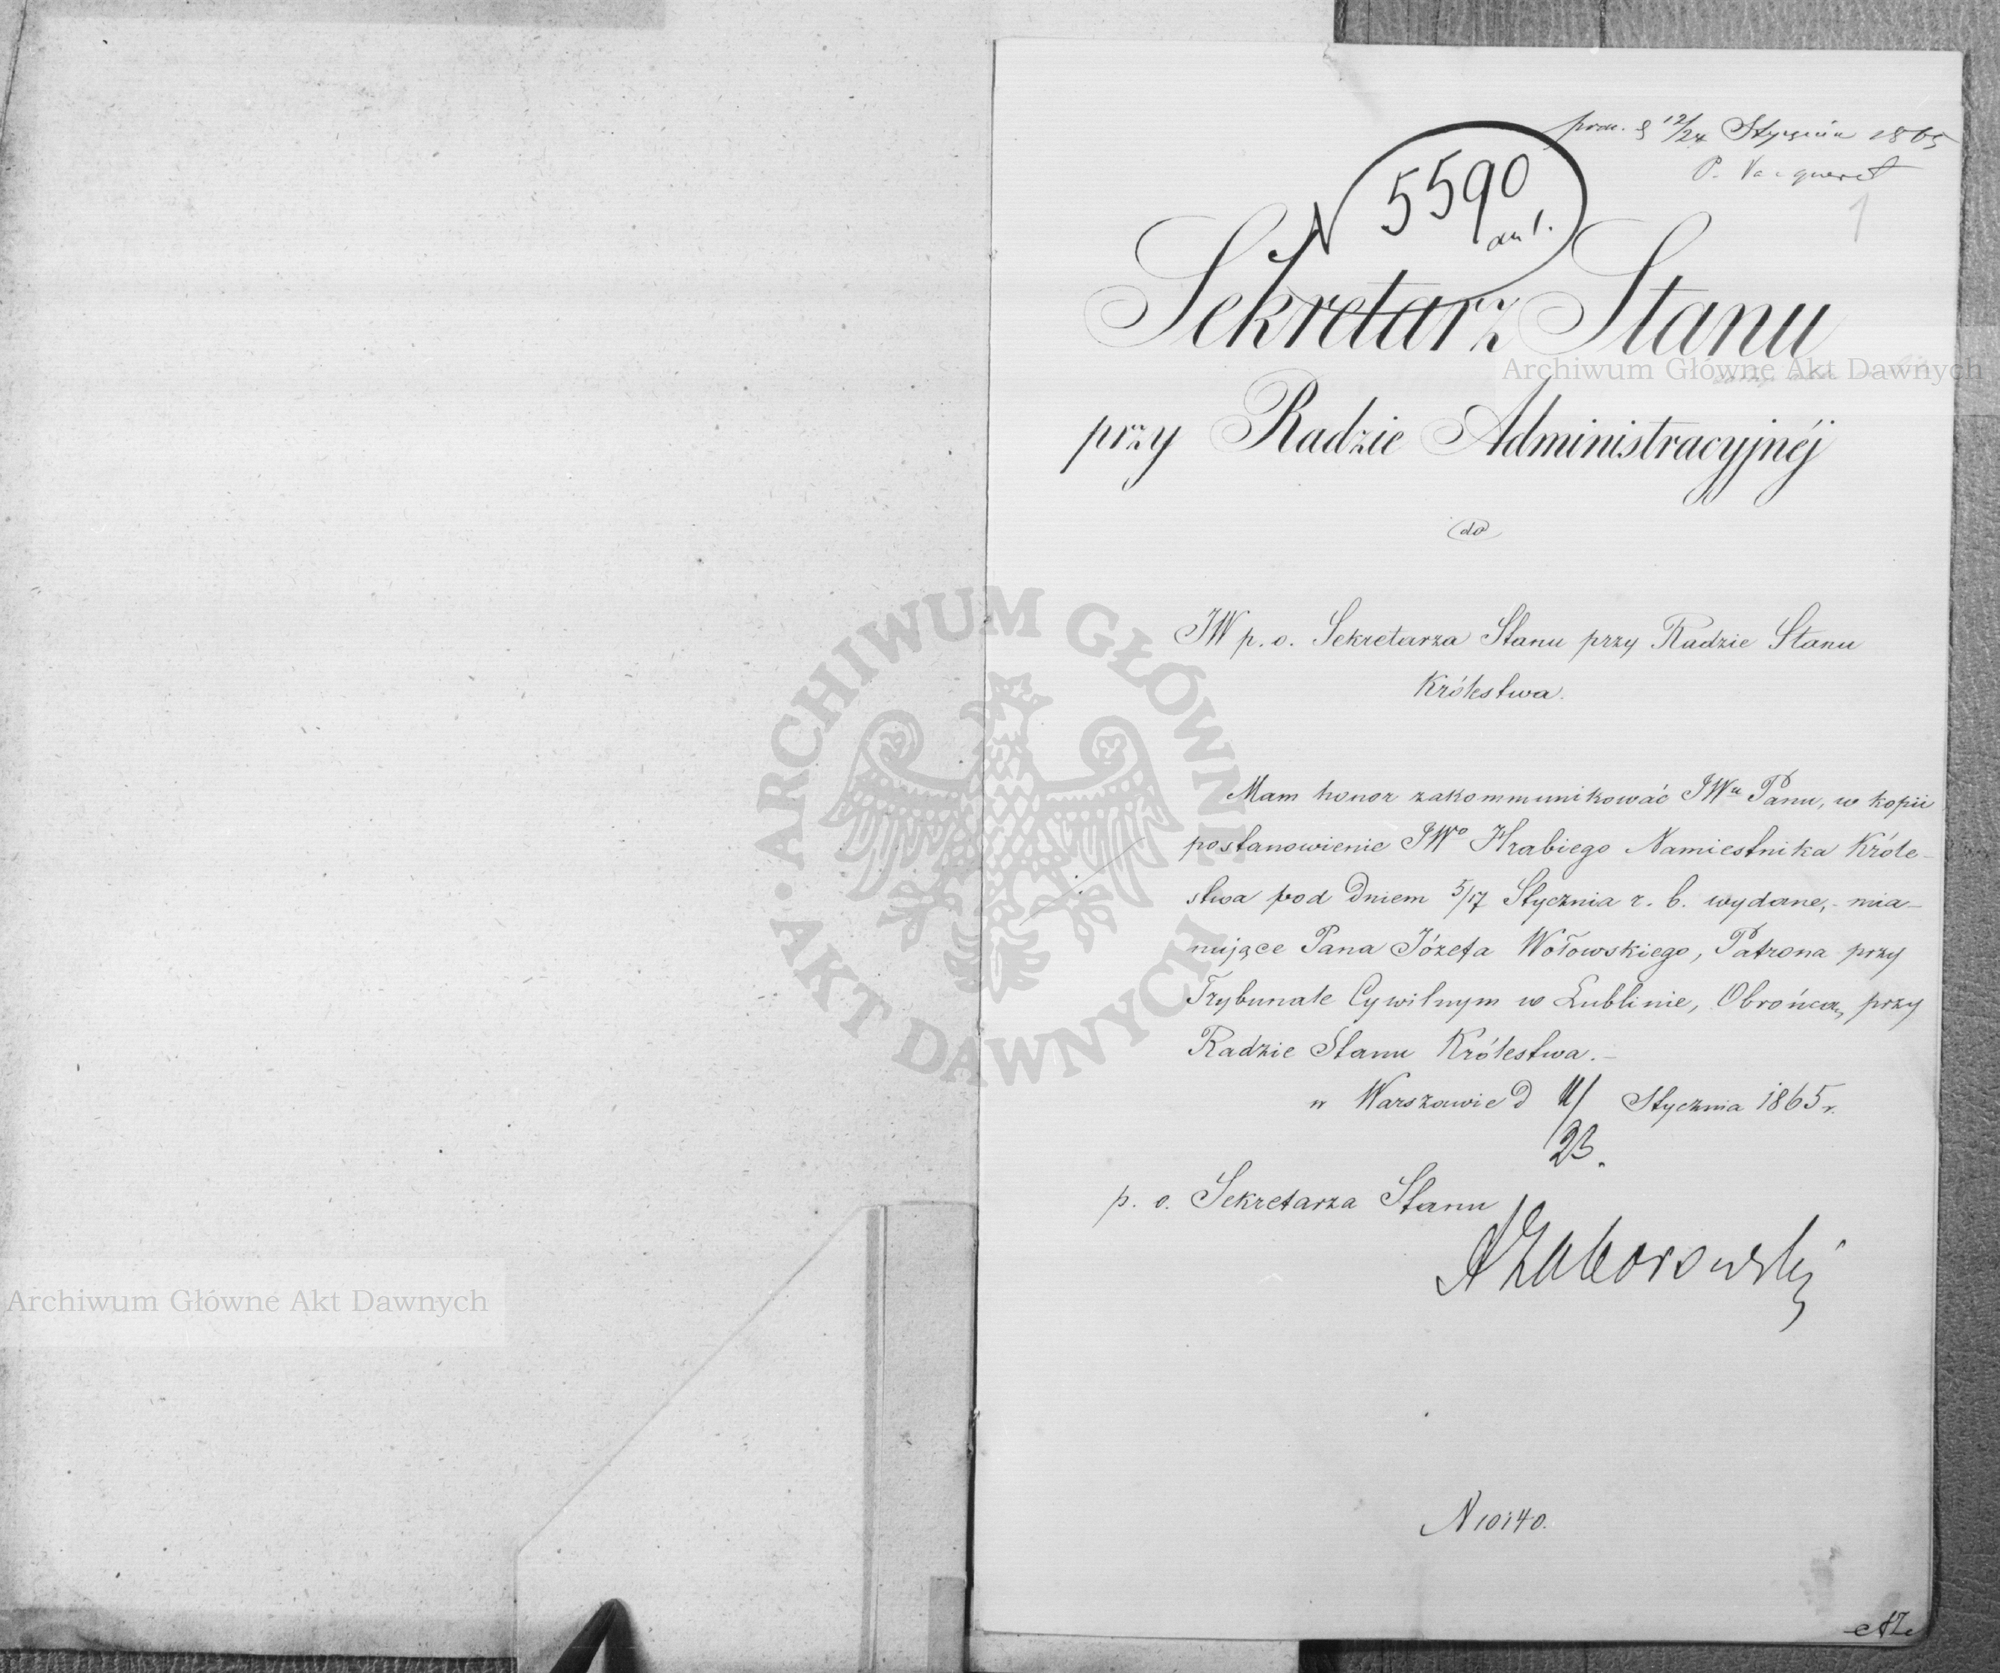 12/24 Stycznia 1865
1
N 5590
Sekretarz Stanu
przy Radzie Administracyjnéj
do
JW p. o. Sekretarza Stanu przy Radzie Stanu
Królestwa.
Mam honor zakommunikować JWu Panu, w kopii
postanowienie JWo Hrabiego Namiestnika Króle-
stwa pod Dniem 5/17 Stycznia r. b. wydane, mia-
nujące Pana Józefa Wołowskiego, Patrona przy
Trybunale Cywilnym w Lublinie, Obrońcą, przy
Radzie Stanu Królestwa.
w Warszawie D 11/23. Stycznia 1865 r.
p. o. Sekretarza Stanu
AZaborowski
N 10140.
Archiwum Główne Akt Dawnych
Archiwum Główne Akt Dawnych
ARCHIWUM GŁÓWNE AKT DAWNYCH